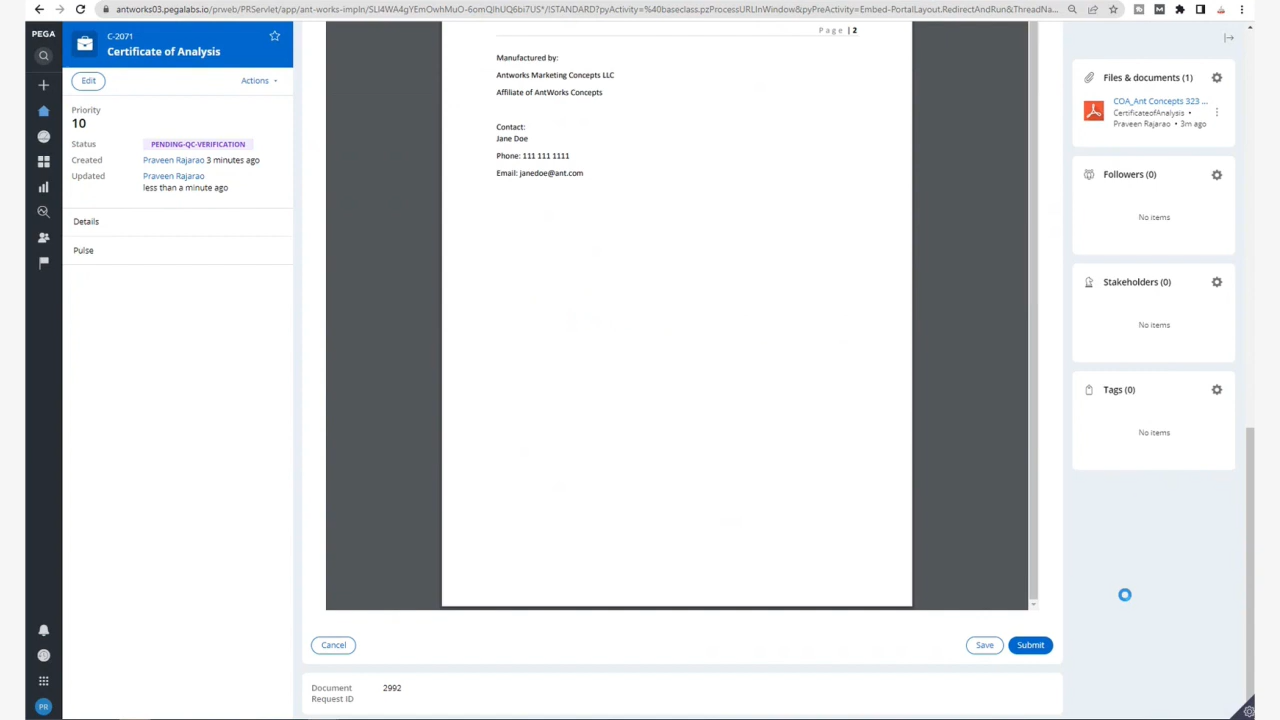 antworks03.pegalabs.io/prweb/PRServlet/app/ant-works-impln/SLI4WA4gYEmOwhMuO-6omQlhUQ6bi7US*/!STANDARD?pyActivity=%40baseclass.pzProcessURLInWindow&pyPreActivity=Embed-PortalLayout.RedirectAndRun&ThreadNa...
PEGA
C-2071
Certificate of Analysis
Edit
Actions
Priority
10
Status PENDING-QC-VERIFICATION
Created Praveen Rajarao 3 minutes ago
Updated Praveen Rajarao
less than a minute ago
Details
Pulse
PR
Page | 2
Manufactured by:
Antworks Marketing Concepts LLC
Affiliate of AntWorks Concepts
Contact:
Jane Doe
Phone: 111 111 1111
Email: janedoe@ant.com
Cancel
Save
Submit
Document 2992
Request ID
Files & documents (1)
COA_Ant Concepts 323 ...
CertificateofAnalysis •
Praveen Rajarao • 3m ago
Followers (0)
No items
Stakeholders (0)
No items
Tags (0)
No items